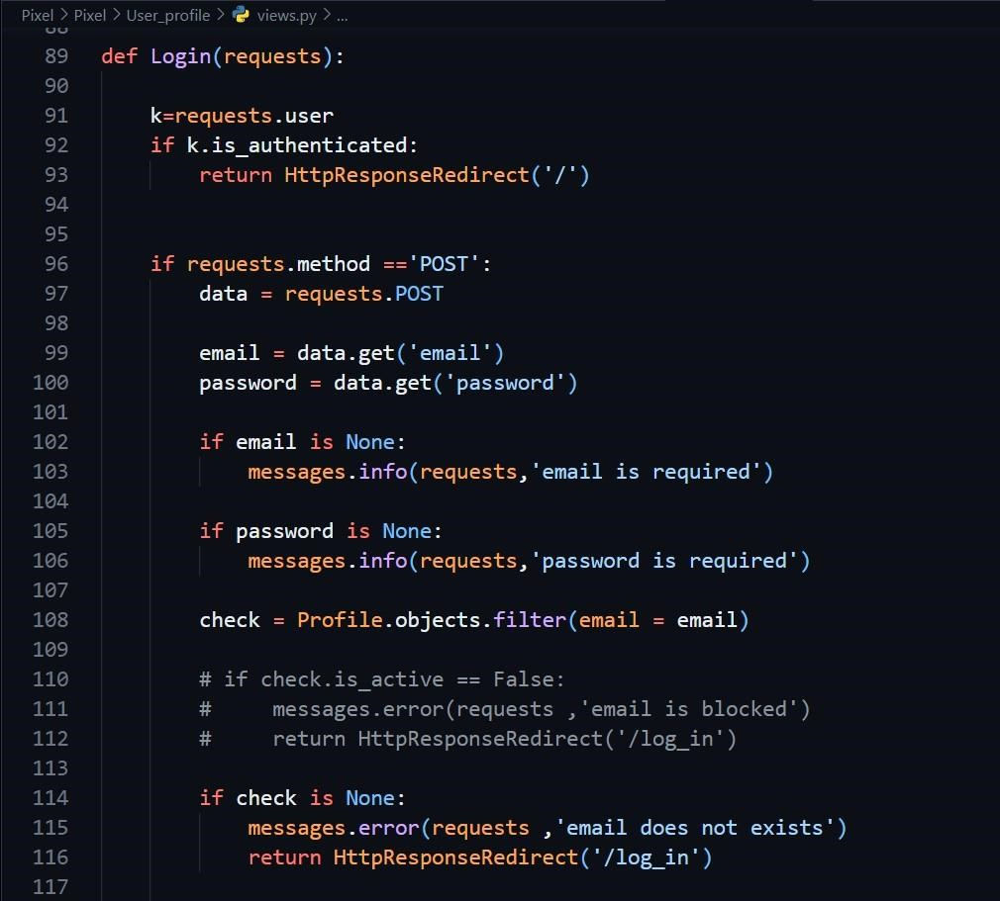 Pixel > Pixel > User_profile > views.py > ...
88
89 def Login(requests):
90
91     k=requests.user
92     if k.is_authenticated:
93         return HttpResponseRedirect('/')
94
95
96     if requests.method =='POST':
97         data = requests.POST
98
99         email = data.get('email')
100         password = data.get('password')
101
102         if email is None:
103             messages.info(requests,'email is required')
104
105         if password is None:
106             messages.info(requests,'password is required')
107
108         check = Profile.objects.filter(email = email)
109
110         # if check.is_active == False:
111         #     messages.error(requests ,'email is blocked')
112         #     return HttpResponseRedirect('/log_in')
113
114         if check is None:
115             messages.error(requests ,'email does not exists')
116             return HttpResponseRedirect('/log_in')
117